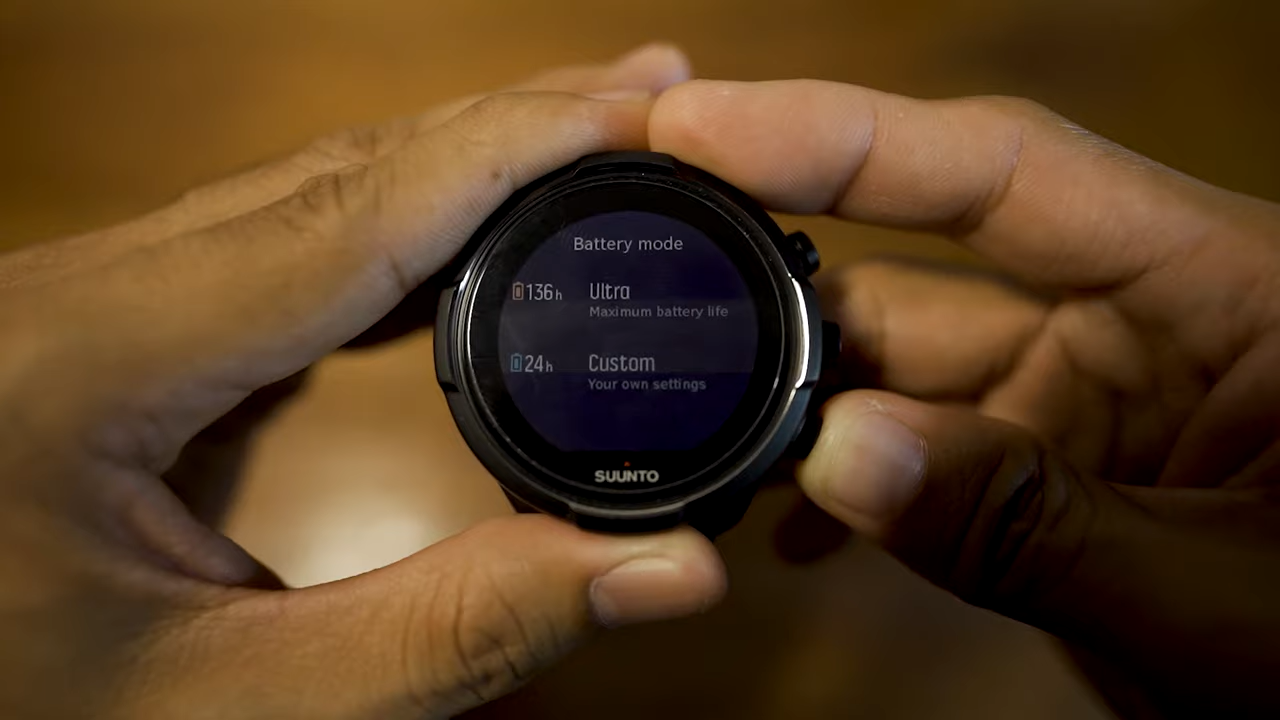 Battery mode
136h Ultra
Maximum battery life
24h Custom
Your own settings
SUUNTO